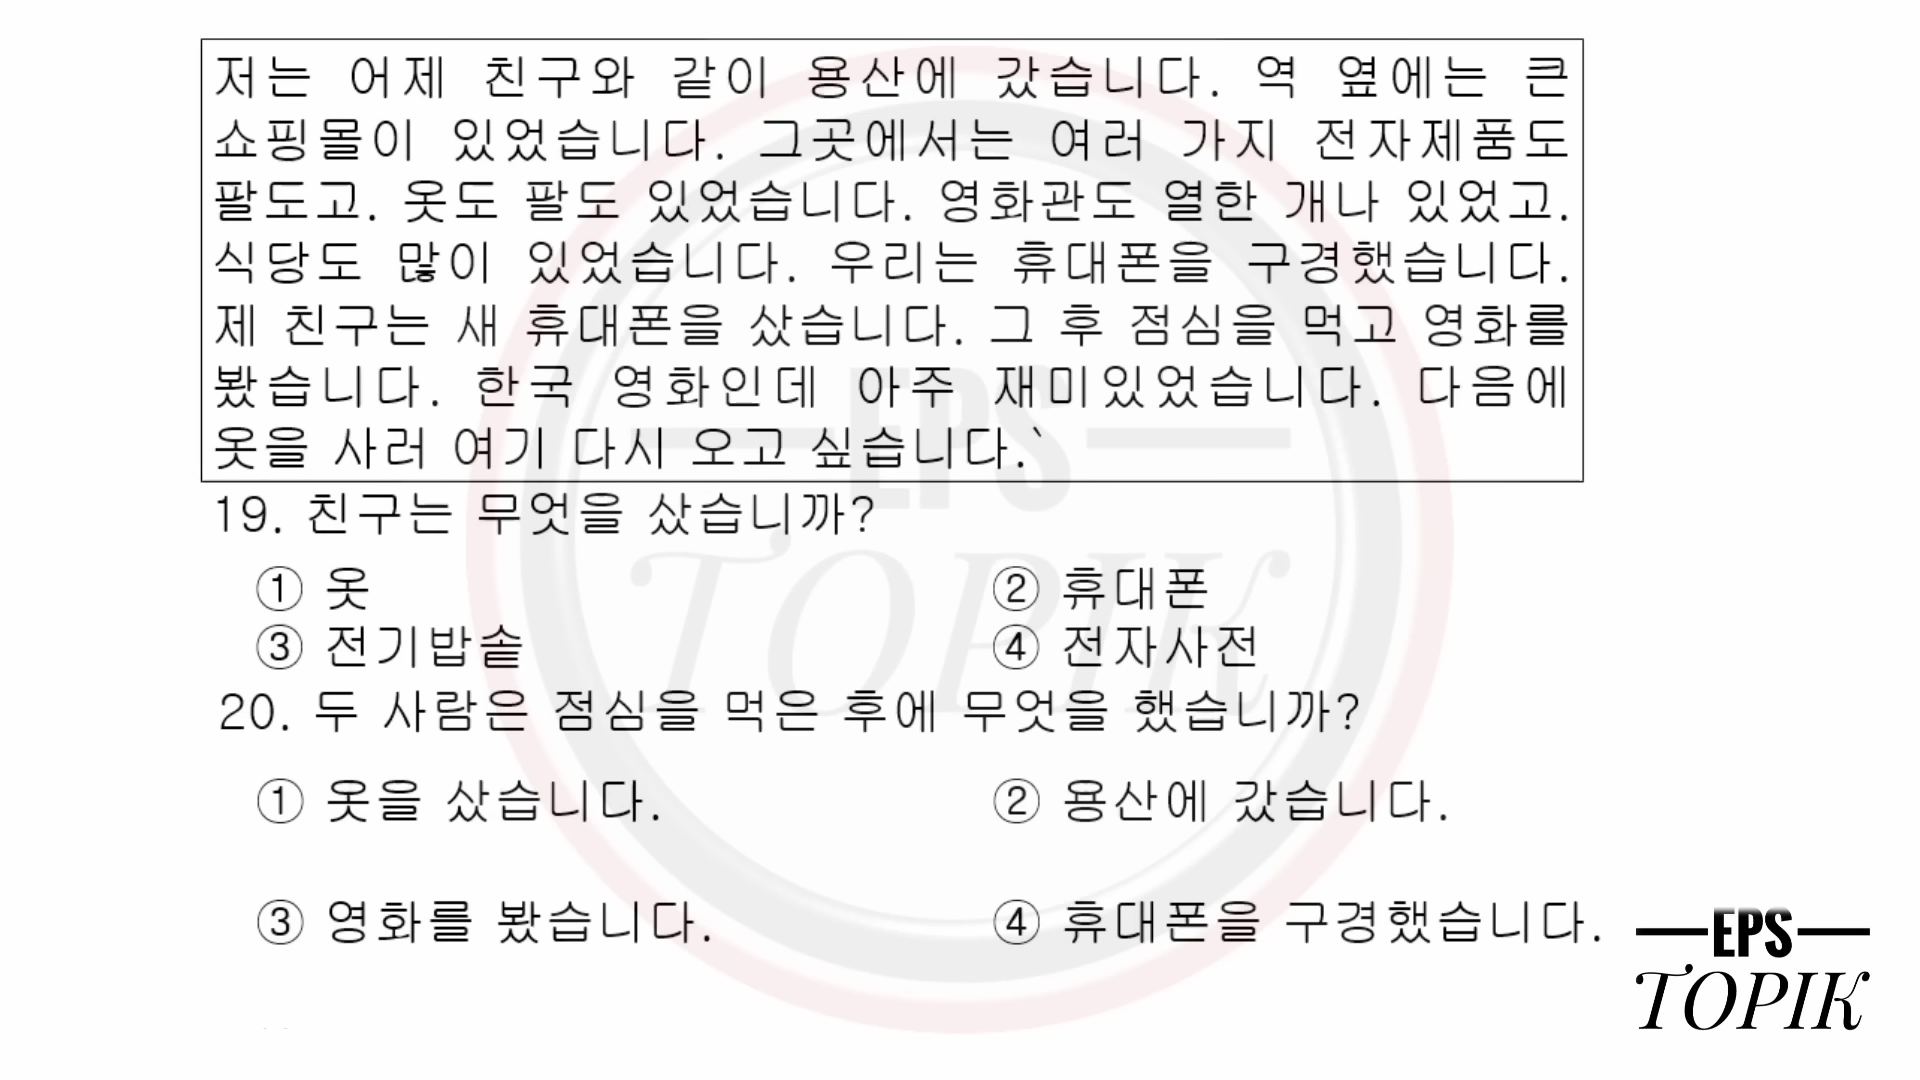 저는 어제 친구와 같이 용산에 갔습니다. 역 옆에는 큰
쇼핑몰이 있었습니다. 그곳에서는 여러 가지 전자제품도
팔도고. 옷도 팔도 있었습니다. 영화관도 열한 개나 있었고.
식당도 많이 있었습니다. 우리는 휴대폰을 구경했습니다.
제 친구는 새 휴대폰을 샀습니다. 그 후 점심을 먹고 영화를
봤습니다. 한국 영화인데 아주 재미있었습니다. 다음에
옷을 사러 여기 다시 오고 싶습니다.`
19. 친구는 무엇을 샀습니까?
① 옷 ② 휴대폰
③ 전기밥솥 ④ 전자사전
20. 두 사람은 점심을 먹은 후에 무엇을 했습니까?
① 옷을 샀습니다. ② 용산에 갔습니다.
③ 영화를 봤습니다. ④ 휴대폰을 구경했습니다.
EPS
TOPIK
EPS
TOPIK